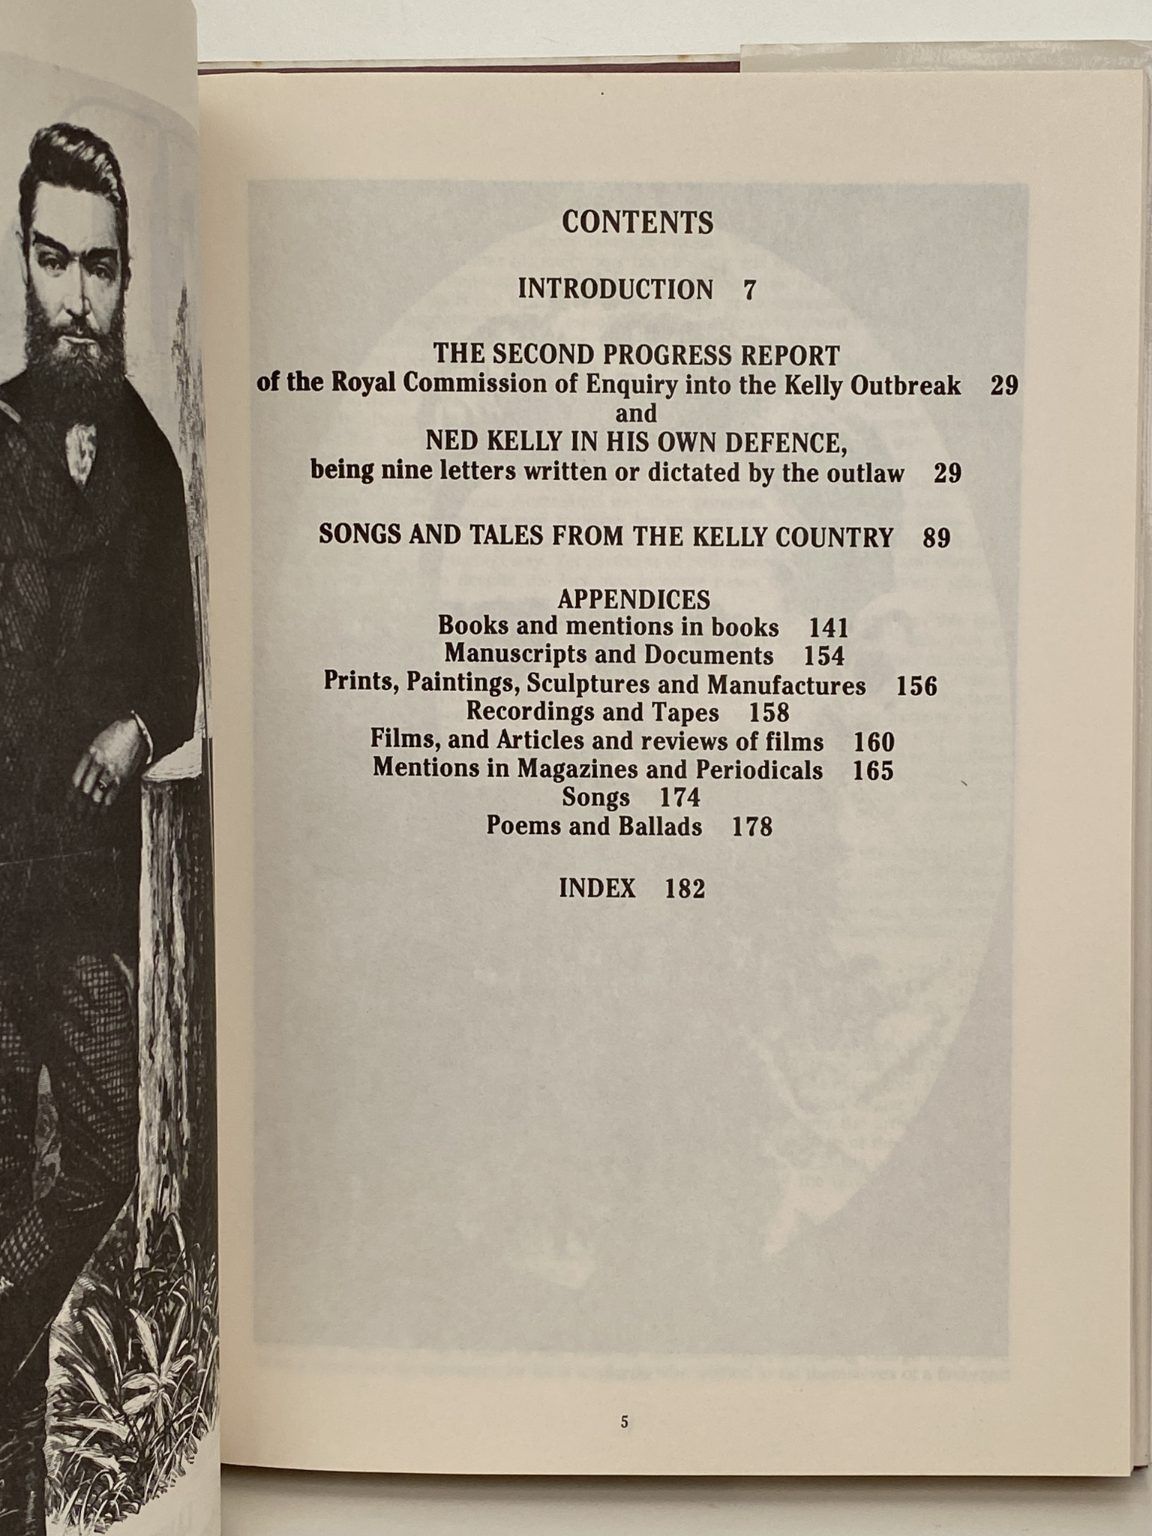 CONTENTS
INTRODUCTION 7
THE SECOND PROGRESS REPORT
of the Royal Commission of Enquiry into the Kelly Outbreak 29
and
NED KELLY IN HIS OWN DEFENCE,
being nine letters written or dictated by the outlaw 29
SONGS AND TALES FROM THE KELLY COUNTRY 89
APPENDICES
Books and mentions in books 141
Manuscripts and Documents 154
Prints, Paintings, Sculptures and Manufactures 156
Recordings and Tapes 158
Films, and Articles and reviews of films 160
Mentions in Magazines and Periodicals 165
Songs 174
Poems and Ballads 178
INDEX 182
5